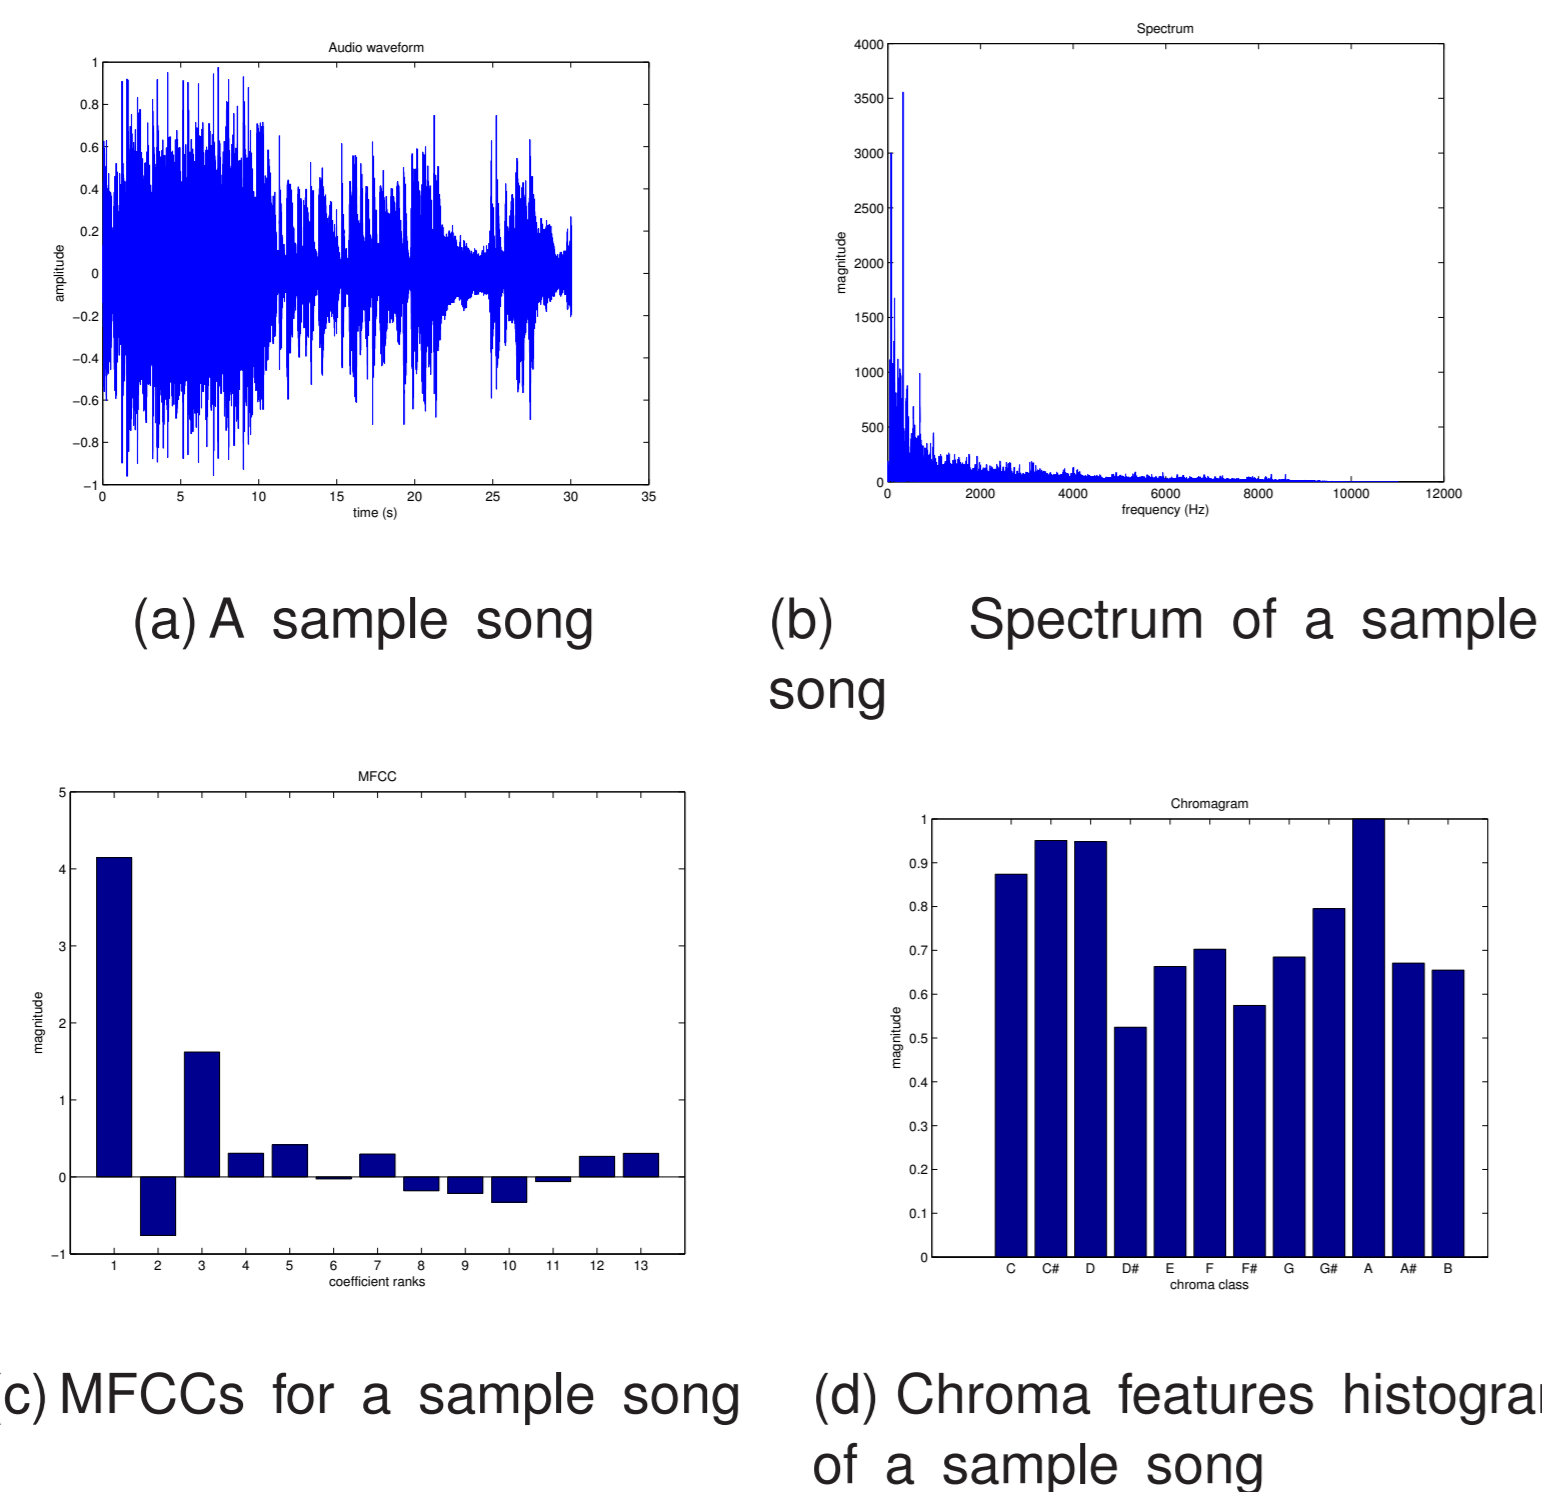 Audio waveform
1
0.8
0.6
0.4
0.2
0
−0.2
−0.4
−0.6
−0.8
−1
amplitude
0 5 10 15 20 25 30 35
time (s)
Spectrum
4000
3500
3000
2500
2000
1500
1000
500
0
magnitude
0 2000 4000 6000 8000 10000 12000
frequency (Hz)
(a) A sample song
(b) Spectrum of a sample
song
MFCC
5
4
3
2
1
0
−1
magnitude
1 2 3 4 5 6 7 8 9 10 11 12 13
coefficient ranks
Chromagram
1
0.9
0.8
0.7
0.6
0.5
0.4
0.3
0.2
0.1
0
magnitude
C C# D D# E F F# G G# A A# B
chroma class
c) MFCCs for a sample song
(d) Chroma features histogra
of a sample song